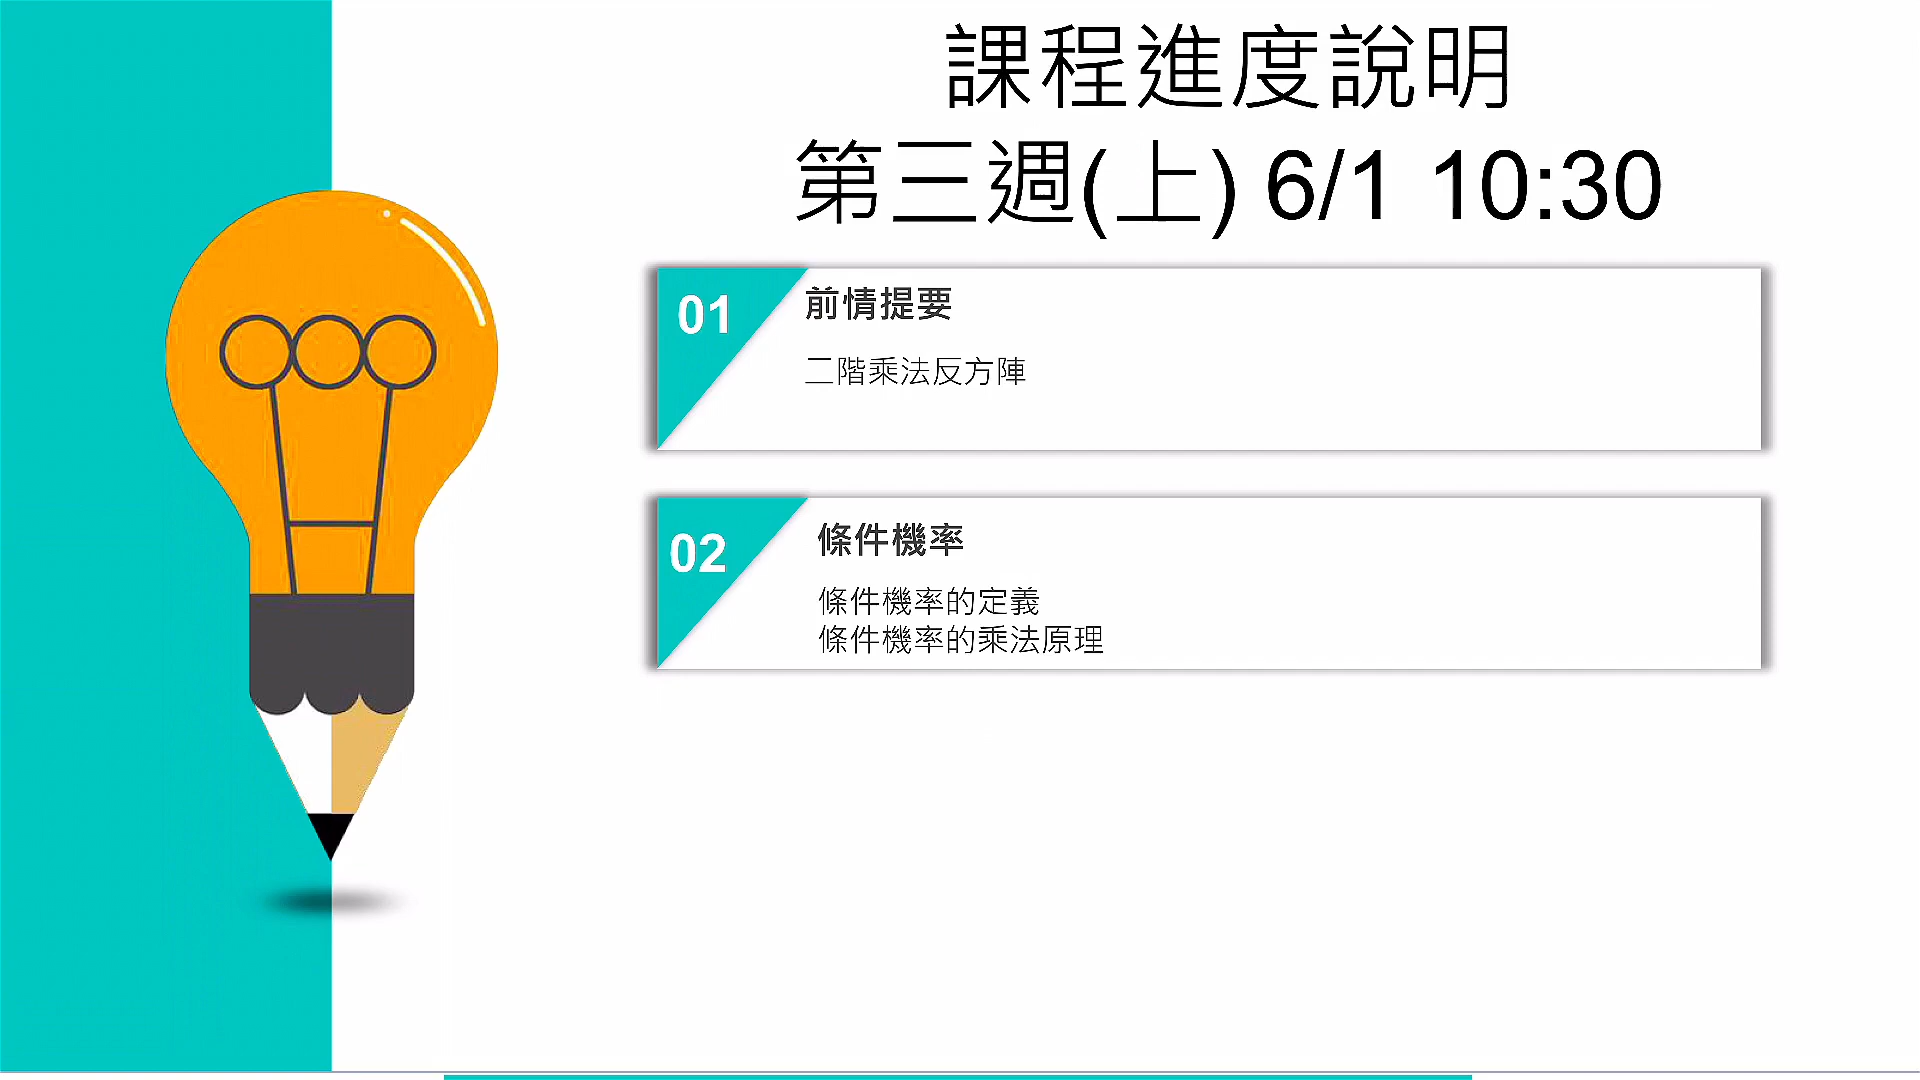 課程進度說明
第三週(上) 6/1 10:30
01
前情提要
二階乘法反方陣
02
條件機率
條件機率的定義
條件機率的乘法原理